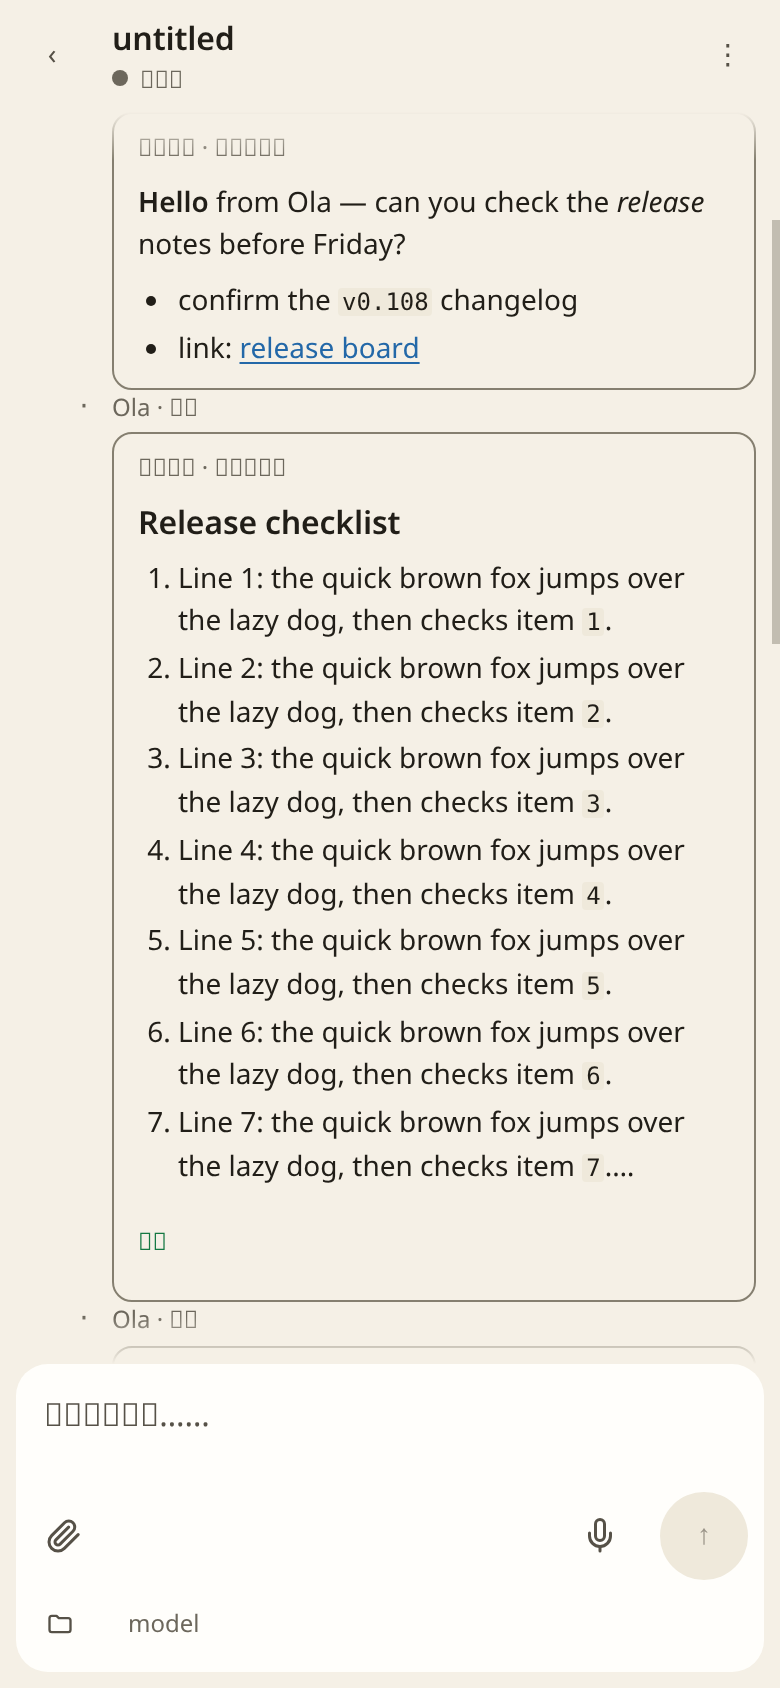 untitled
Hello from Ola — can you check the release
notes before Friday?
• confirm the v0.108 changelog
• link: release board
Ola ·
Release checklist
1. Line 1: the quick brown fox jumps over
the lazy dog, then checks item 1.
2. Line 2: the quick brown fox jumps over
the lazy dog, then checks item 2.
3. Line 3: the quick brown fox jumps over
the lazy dog, then checks item 3.
4. Line 4: the quick brown fox jumps over
the lazy dog, then checks item 4.
5. Line 5: the quick brown fox jumps over
the lazy dog, then checks item 5.
6. Line 6: the quick brown fox jumps over
the lazy dog, then checks item 6.
7. Line 7: the quick brown fox jumps over
the lazy dog, then checks item 7....
Ola ·
......
model